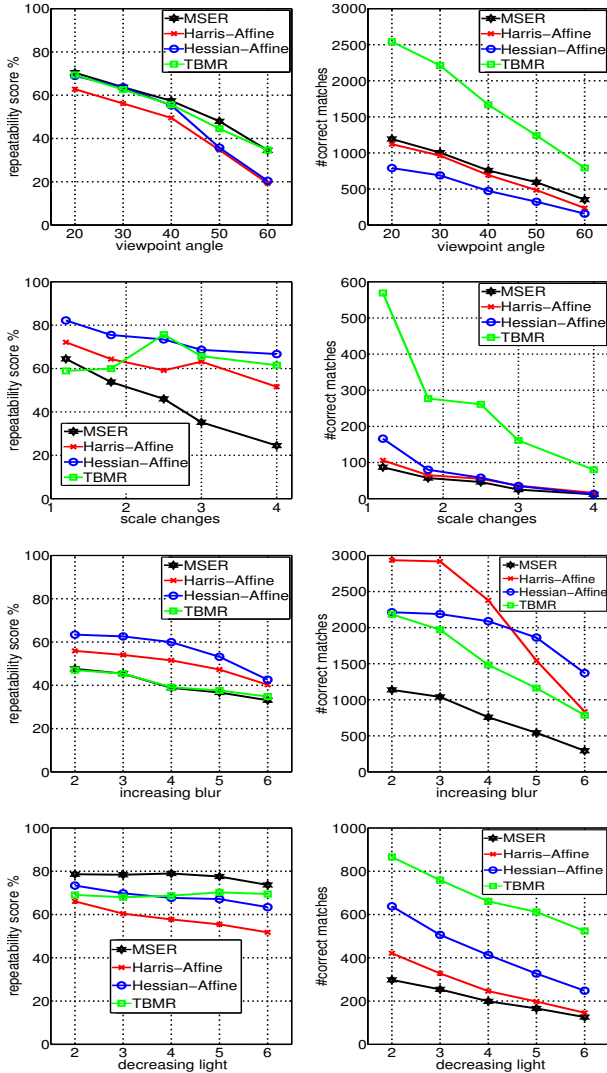 100
80
60
40
20
0
repeatability score %
20 30 40 50 60
viewpoint angle
MSER
Harris−Affine
Hessian−Affine
TBMR
3000
2500
2000
1500
1000
500
0
#correct matches
20 30 40 50 60
viewpoint angle
MSER
Harris−Affine
Hessian−Affine
TBMR
100
80
60
40
20
0
repeatability score %
1 2 3 4
scale changes
MSER
Harris−Affine
Hessian−Affine
TBMR
600
500
400
300
200
100
0
#correct matches
1 2 3 4
scale changes
MSER
Harris−Affine
Hessian−Affine
TBMR
100
80
60
40
20
0
repeatability score %
2 3 4 5 6
increasing blur
MSER
Harris−Affine
Hessian−Affine
TBMR
3000
2500
2000
1500
1000
500
0
#correct matches
2 3 4 5 6
increasing blur
MSER
Harris−Affine
Hessian−Affine
TBMR
100
80
60
40
20
0
repeatability score %
2 3 4 5 6
decreasing light
MSER
Harris−Affine
Hessian−Affine
TBMR
1000
800
600
400
200
0
#correct matches
2 3 4 5 6
decreasing light
MSER
Harris−Affine
Hessian−Affine
TBMR